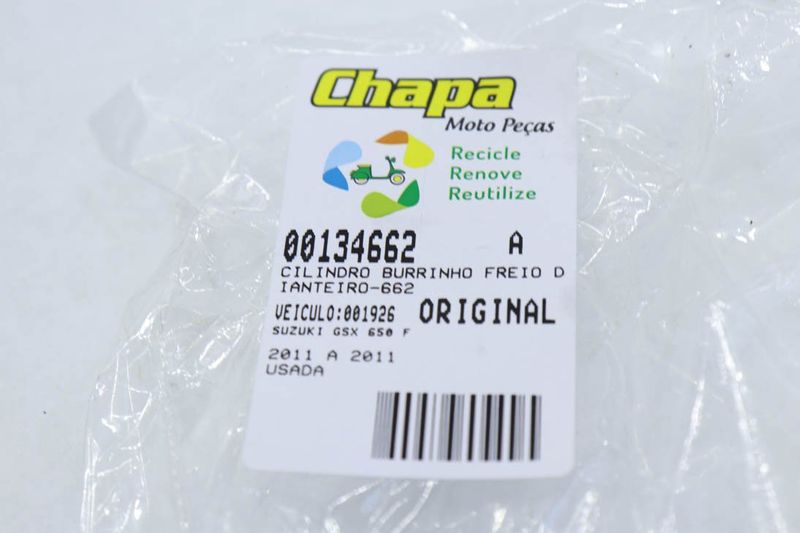 Chapa
Moto Peças
Recicle
Renove
Reutilize
00134662 A
CILINDRO BURRINHO FREIO D
IANTEIRO-662
VEICULO:001926 ORIGINAL
SUZUKI GSX 650 F
2011 A 2011
USADA